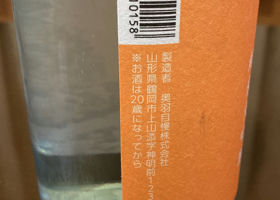 10158
製造者 奥羽自慢株式会社
山形県鶴岡市上山添字神明前123
※お酒は20歳になってから